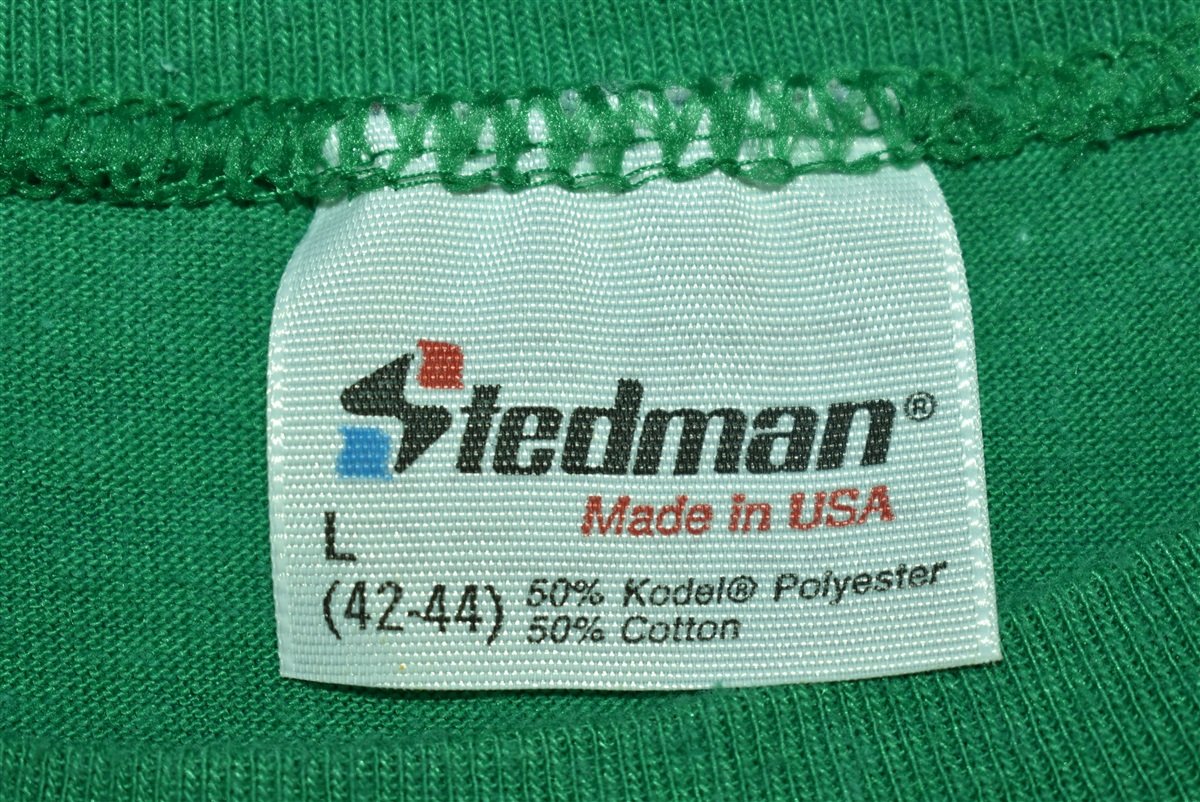 Stedman®
Made in USA
L
(42-44)
50% Kodel® Polyester
50% Cotton